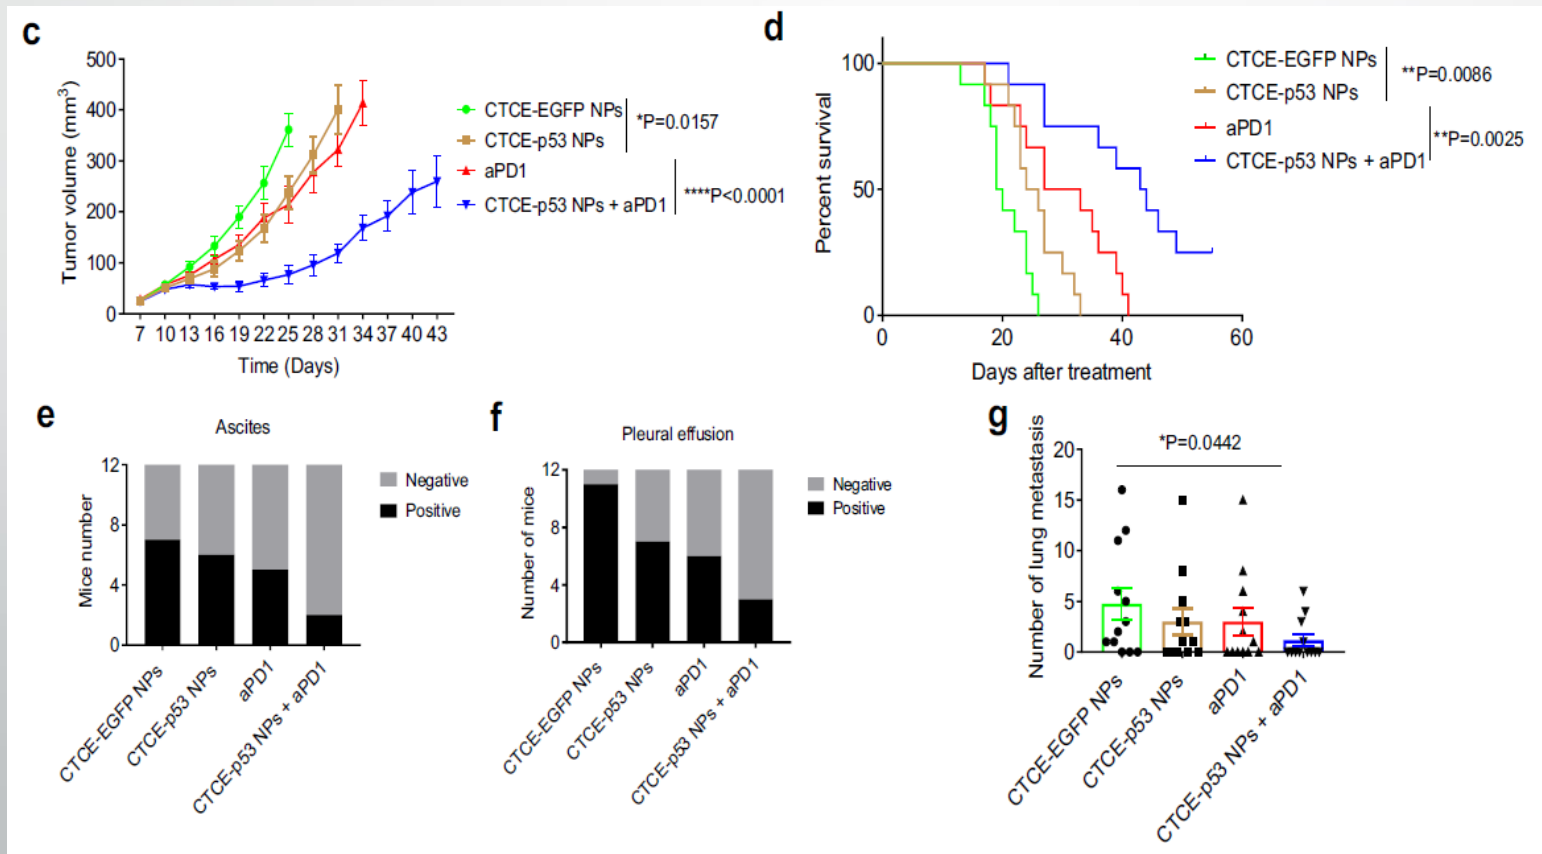 c
500
400
300
200
100
0
Tumor volume (mm³)
7 10 13 16 19 22 25 28 31 34 37 40 43
Time (Days)
CTCE-EGFP NPs
CTCE-p53 NPs
*P=0.0157
aPD1
CTCE-p53 NPs + aPD1
****P<0.0001
d
100
50
0
Percent survival
0 20 40 60
Days after treatment
CTCE-EGFP NPs
CTCE-p53 NPs
**P=0.0086
aPD1
CTCE-p53 NPs + aPD1
**P=0.0025
e
Ascites
12
8
4
0
Mice number
Negative
Positive
CTCE-EGFP NPs
CTCE-p53 NPs
aPD1
CTCE-p53 NPs + aPD1
f
Pleural effusion
12
8
4
0
Number of mice
Negative
Positive
CTCE-EGFP NPs
CTCE-p53 NPs
aPD1
CTCE-p53 NPs + aPD1
g
*P=0.0442
20
15
10
5
0
Number of lung metastasis
CTCE-EGFP NPs
CTCE-p53 NPs
aPD1
CTCE-p53 NPs + aPD1